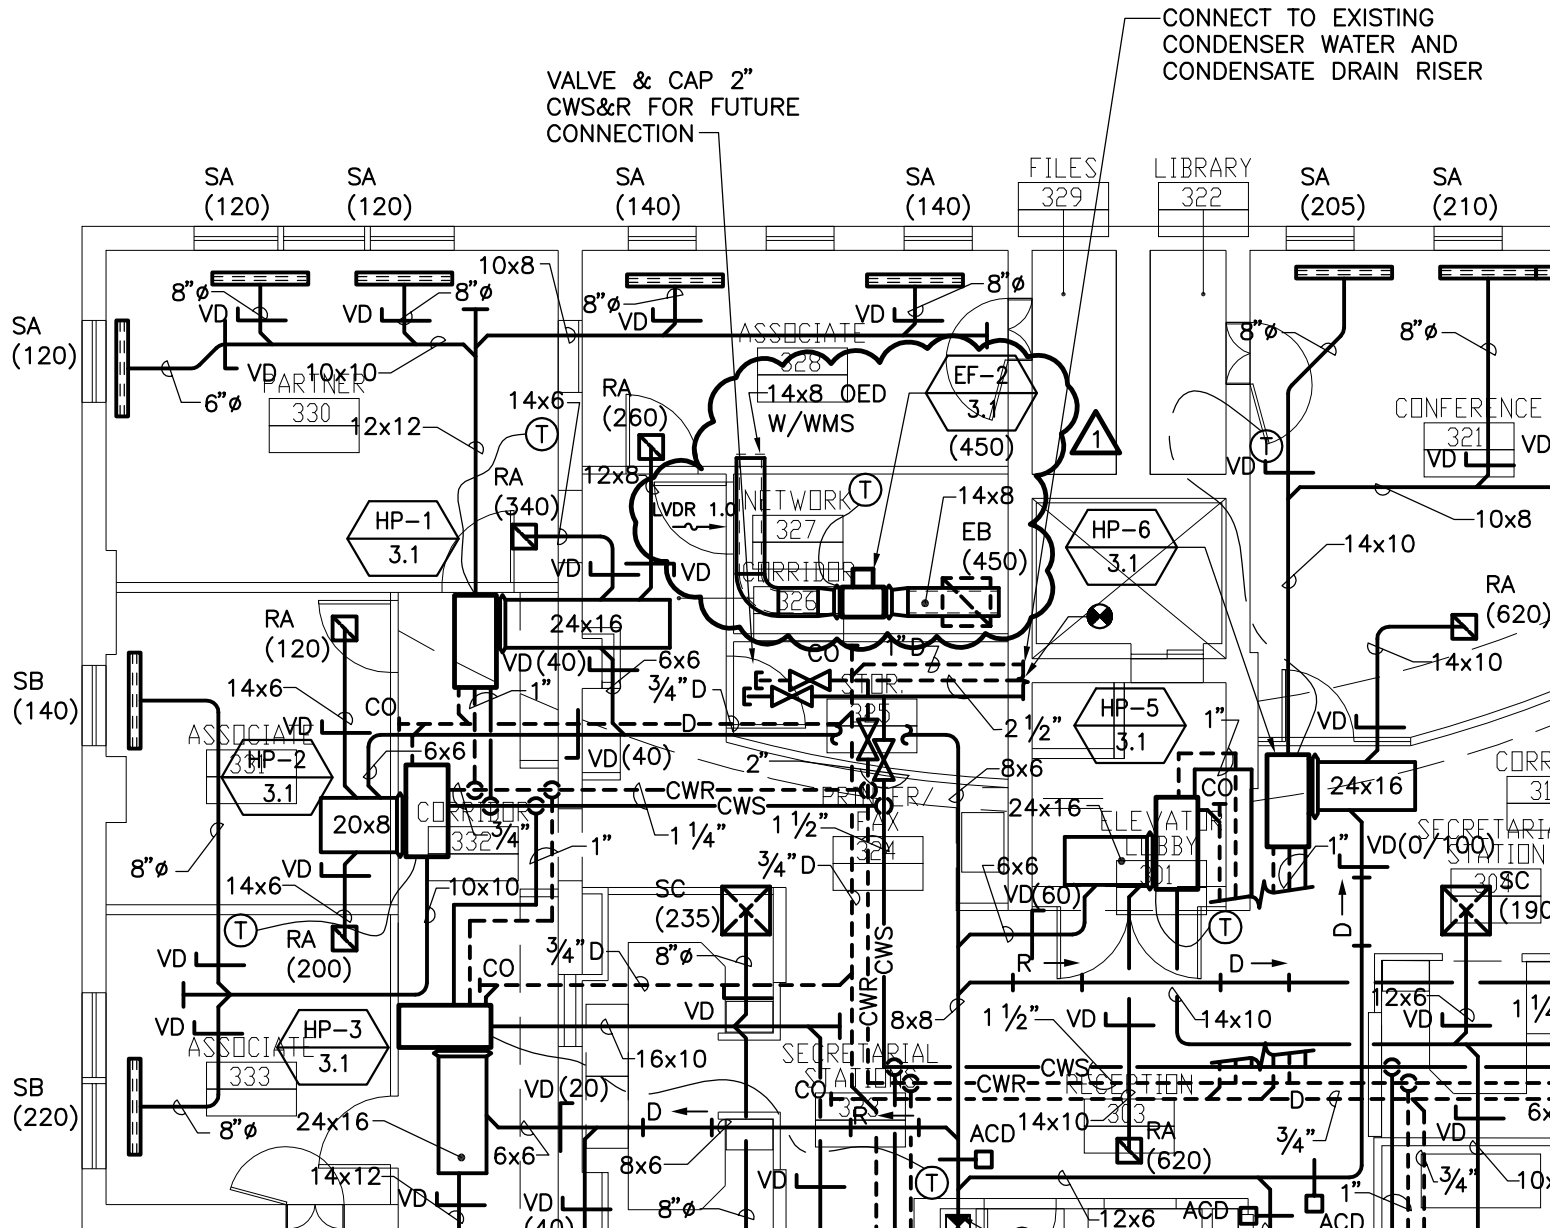 CONNECT TO EXISTING
CONDENSER WATER AND
CONDENSATE DRAIN RISER
VALVE & CAP 2"
CWS&R FOR FUTURE
CONNECTION
FILES
329
LIBRARY
322
SA
(120)
SA
(120)
SA
(140)
SA
(140)
SA
(205)
SA
(210)
10x8
8"ø
VD
8"ø
8"ø
VD
VD
8"ø
8"ø
8"ø
SA
(120)
VD
10x10
6"ø
PARTNER
330
12x12
14x6
T
RA
(260)
ASSOCIATE
328
14x8 OED
W/WMS
EF-2
3.1
(450)
1
CONFERENCE
321
VD
VD
VD
T
12x8
RA
(340)
HP-1
3.1
LVDR 1.0
NETWORK
327
T
14x8
EB
(450)
HP-6
3.1
10x8
14x10
VD
VD
CORRIDOR
326
RA
(620)
RA
(120)
24x16
VD(40)
6x6
CO
1"D
14x10
SB
(140)
14x6
VD
CO
1"
3/4"D
D
STOR.
325
2 1/2"
HP-5
3.1
1"
VD
ASSOCIATE
331
HP-2
3.1
6x6
VD(40)
2"
8x6
CWR
CWS
PRINTER/
FAX
324
24x16
CO
24x16
20x8
CORRIDOR
332
3/4"
1 1/4"
1 1/2"
ELEVATOR
LOBBY
301
SECRETARIAL
STATION
304
VD(0/100)
1"
8"ø
VD
14x6
10x10
1"
3/4"D
6x6
VD(60)
SC
(235)
SC
(190
T
RA
(200)
T
D
VD
CO
3/4"D
8"ø
CWS
CWR
R
D
VD
HP-3
3.1
ASSOCIATE
333
VD
8x8
1 1/2"
VD
14x10
12x6
VD
1 1/4
16x10
SECRETARIAL
STATIONS
SB
(220)
VD(20)
CO
CWR
CWS
RECEPTION
303
24x16
8"ø
D
R
D
14x10
3/4"
VD
6x6
8x6
ACD
RA
(620)
14x12
VD
VD
(40)
8"ø
VD
T
12x6
ACD
ACD
1"
3/4"